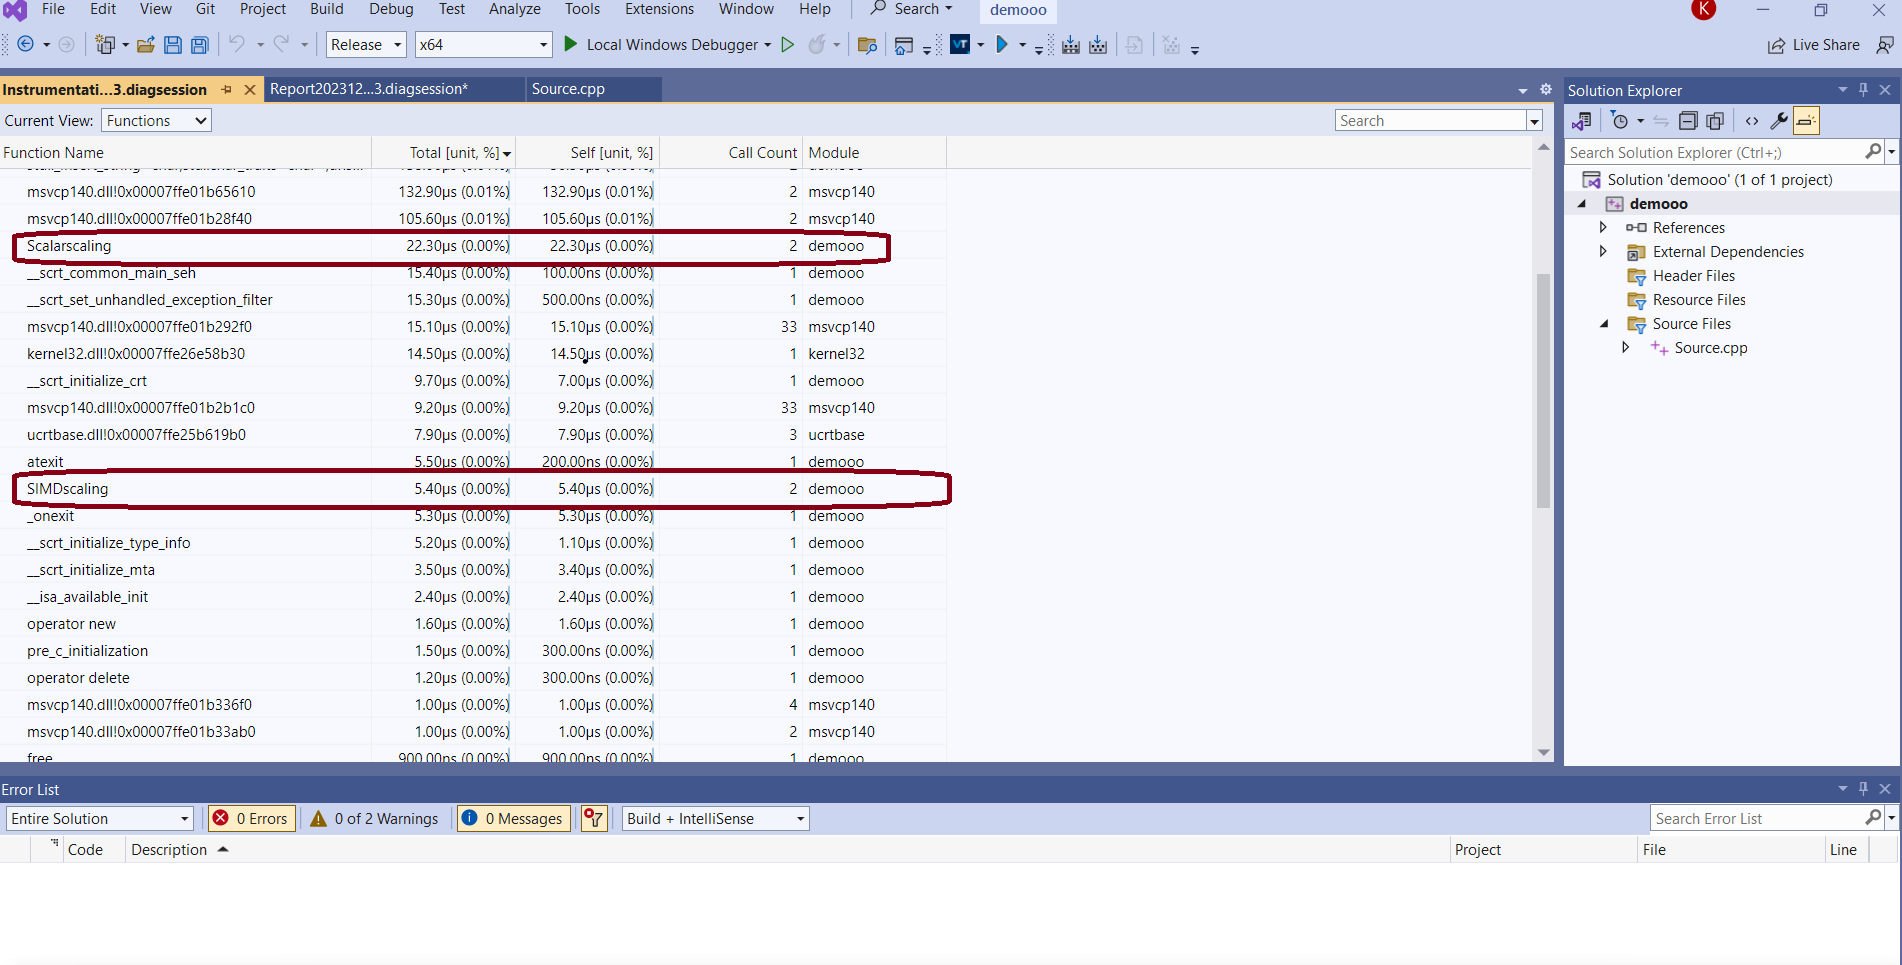 File Edit View Git Project Build Debug Test Analyze Tools Extensions Window Help Search demooo K
Release x64 Local Windows Debugger VT Live Share
Instrumentati...3.diagsession Report202312...3.diagsession* Source.cpp
Current View: Functions Search
Function Name Total [unit, %] Self [unit, %] Call Count Module
msvcp140.dll!0x00007ffe01b65610 132.90µs (0.01%) 132.90µs (0.01%) 2 msvcp140
msvcp140.dll!0x00007ffe01b28f40 105.60µs (0.01%) 105.60µs (0.01%) 2 msvcp140
Scalarscaling 22.30µs (0.00%) 22.30µs (0.00%) 2 demooo
__scrt_common_main_seh 15.40µs (0.00%) 100.00ns (0.00%) 1 demooo
__scrt_set_unhandled_exception_filter 15.30µs (0.00%) 500.00ns (0.00%) 1 demooo
msvcp140.dll!0x00007ffe01b292f0 15.10µs (0.00%) 15.10µs (0.00%) 33 msvcp140
kernel32.dll!0x00007ffe26e58b30 14.50µs (0.00%) 14.50µs (0.00%) 1 kernel32
__scrt_initialize_crt 9.70µs (0.00%) 7.00µs (0.00%) 1 demooo
msvcp140.dll!0x00007ffe01b2b1c0 9.20µs (0.00%) 9.20µs (0.00%) 33 msvcp140
ucrtbase.dll!0x00007ffe25b619b0 7.90µs (0.00%) 7.90µs (0.00%) 3 ucrtbase
atexit 5.50µs (0.00%) 200.00ns (0.00%) 1 demooo
SIMDscaling 5.40µs (0.00%) 5.40µs (0.00%) 2 demooo
_onexit 5.30µs (0.00%) 5.30µs (0.00%) 1 demooo
__scrt_initialize_type_info 5.20µs (0.00%) 1.10µs (0.00%) 1 demooo
__scrt_initialize_mta 3.50µs (0.00%) 3.40µs (0.00%) 1 demooo
__isa_available_init 2.40µs (0.00%) 2.40µs (0.00%) 1 demooo
operator new 1.60µs (0.00%) 1.60µs (0.00%) 1 demooo
pre_c_initialization 1.50µs (0.00%) 300.00ns (0.00%) 1 demooo
operator delete 1.20µs (0.00%) 300.00ns (0.00%) 1 demooo
msvcp140.dll!0x00007ffe01b336f0 1.00µs (0.00%) 1.00µs (0.00%) 4 msvcp140
msvcp140.dll!0x00007ffe01b33ab0 1.00µs (0.00%) 1.00µs (0.00%) 2 msvcp140
free 900.00ns (0.00%) 900.00ns (0.00%) 1 demooo
Solution Explorer
Search Solution Explorer (Ctrl+;)
Solution 'demooo' (1 of 1 project)
demooo
References
External Dependencies
Header Files
Resource Files
Source Files
Source.cpp
Error List
Entire Solution 0 Errors 0 of 2 Warnings 0 Messages Build + IntelliSense Search Error List
Code Description Project File Line